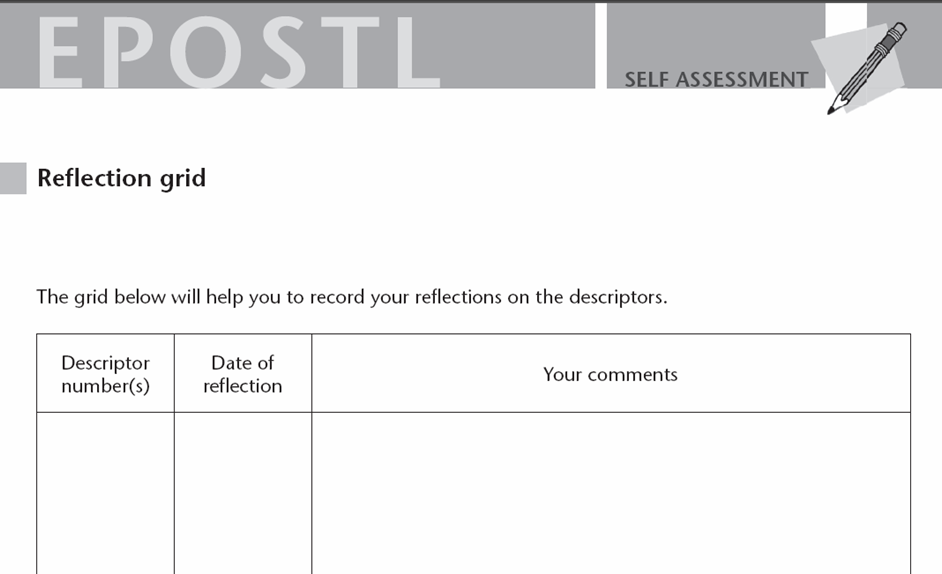 EPOSTL
SELF ASSESSMENT
Reflection grid
The grid below will help you to record your reflections on the descriptors.
Descriptor
number(s)
Date of
reflection
Your comments